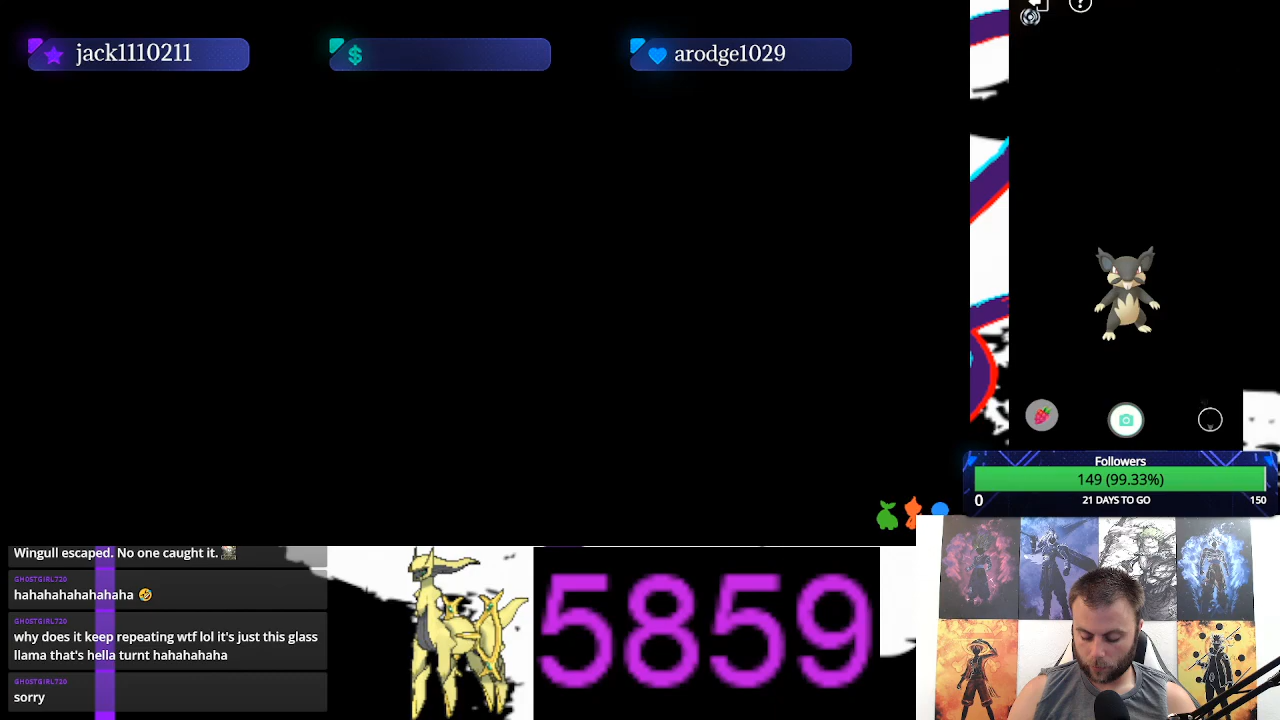 jack1110211
$
arodge1029
?
Followers
149 (99.33%)
0
21 DAYS TO GO
150
Wingull escaped. No one caught it.
GHOSTGIRL720
hahahahahahahaha
GHOSTGIRL720
why does it keep repeating wtf lol it's just this glass
llama that's hella turnt hahahahaha
GHOSTGIRL720
sorry
5859